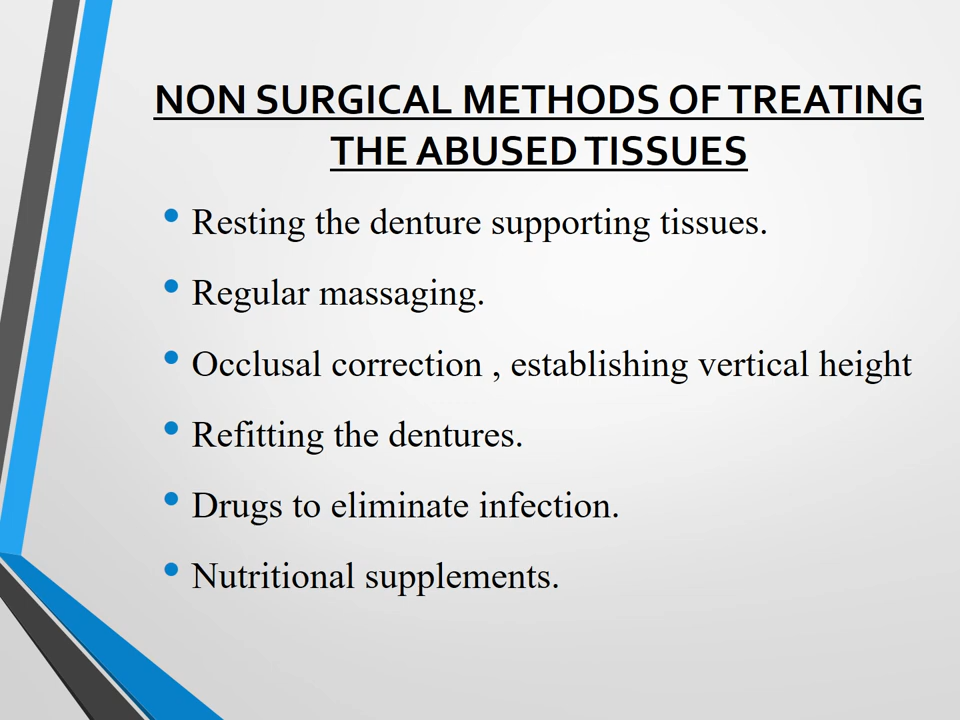 NON SURGICAL METHODS OF TREATING
THE ABUSED TISSUES
• Resting the denture supporting tissues.
• Regular massaging.
• Occlusal correction , establishing vertical height
• Refitting the dentures.
• Drugs to eliminate infection.
• Nutritional supplements.